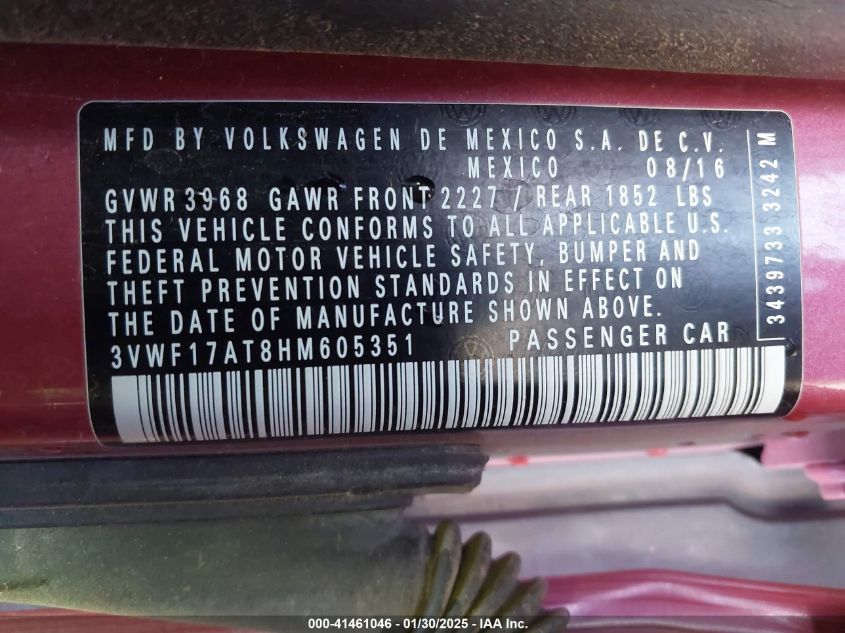 MFD BY VOLKSWAGEN DE MEXICO S.A. DE C.V.
MEXICO 08/16
GVWR 3968 GAWR FRONT 2227 / REAR 1852 LBS
THIS VEHICLE CONFORMS TO ALL APPLICABLE U.S.
FEDERAL MOTOR VEHICLE SAFETY, BUMPER AND
THEFT PREVENTION STANDARDS IN EFFECT ON
THE DATE OF MANUFACTURE SHOWN ABOVE.
3VWF17AT8HM605351 PASSENGER CAR
3439733 3242 M
000-41461046 — 01/30/2025 — IAA Inc.